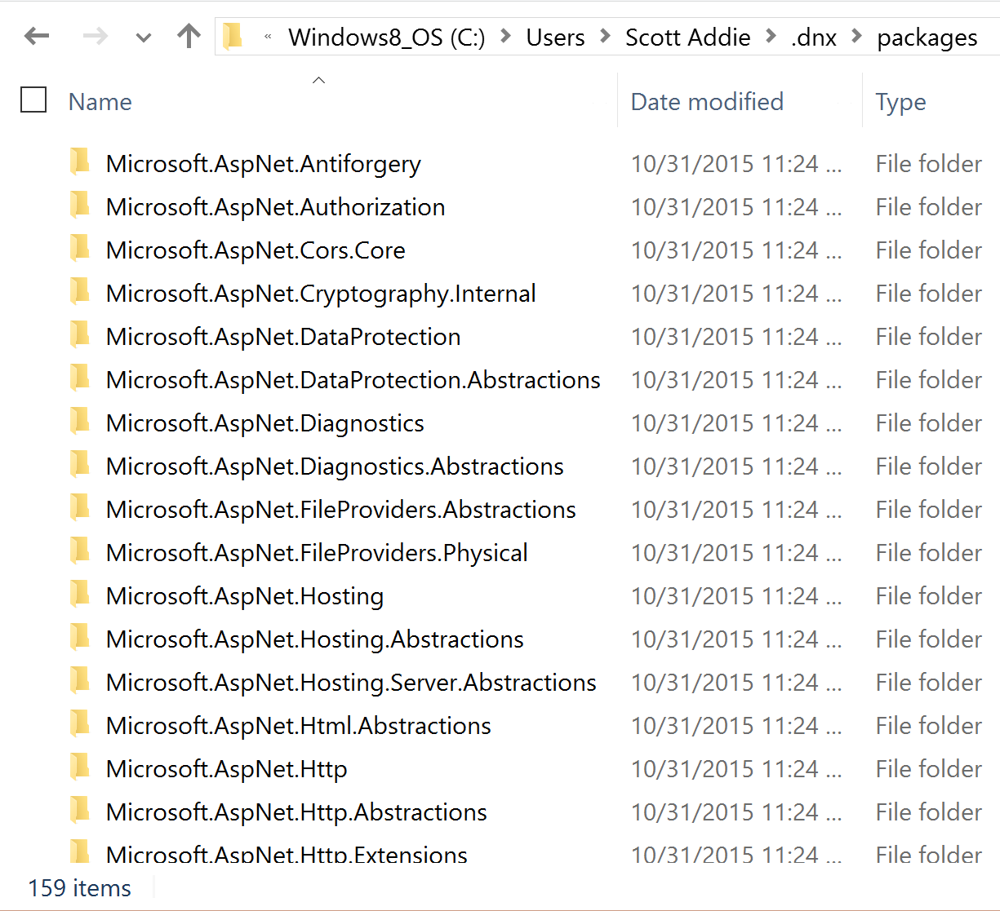 « Windows8_OS (C:) > Users > Scott Addie > .dnx > packages
Name Date modified Type
Microsoft.AspNet.Antiforgery 10/31/2015 11:24 ... File folder
Microsoft.AspNet.Authorization 10/31/2015 11:24 ... File folder
Microsoft.AspNet.Cors.Core 10/31/2015 11:24 ... File folder
Microsoft.AspNet.Cryptography.Internal 10/31/2015 11:24 ... File folder
Microsoft.AspNet.DataProtection 10/31/2015 11:24 ... File folder
Microsoft.AspNet.DataProtection.Abstractions 10/31/2015 11:24 ... File folder
Microsoft.AspNet.Diagnostics 10/31/2015 11:24 ... File folder
Microsoft.AspNet.Diagnostics.Abstractions 10/31/2015 11:24 ... File folder
Microsoft.AspNet.FileProviders.Abstractions 10/31/2015 11:24 ... File folder
Microsoft.AspNet.FileProviders.Physical 10/31/2015 11:24 ... File folder
Microsoft.AspNet.Hosting 10/31/2015 11:24 ... File folder
Microsoft.AspNet.Hosting.Abstractions 10/31/2015 11:24 ... File folder
Microsoft.AspNet.Hosting.Server.Abstractions 10/31/2015 11:24 ... File folder
Microsoft.AspNet.Html.Abstractions 10/31/2015 11:24 ... File folder
Microsoft.AspNet.Http 10/31/2015 11:24 ... File folder
Microsoft.AspNet.Http.Abstractions 10/31/2015 11:24 ... File folder
Microsoft.AspNet.Http.Extensions 10/31/2015 11:24 ... File folder
159 items